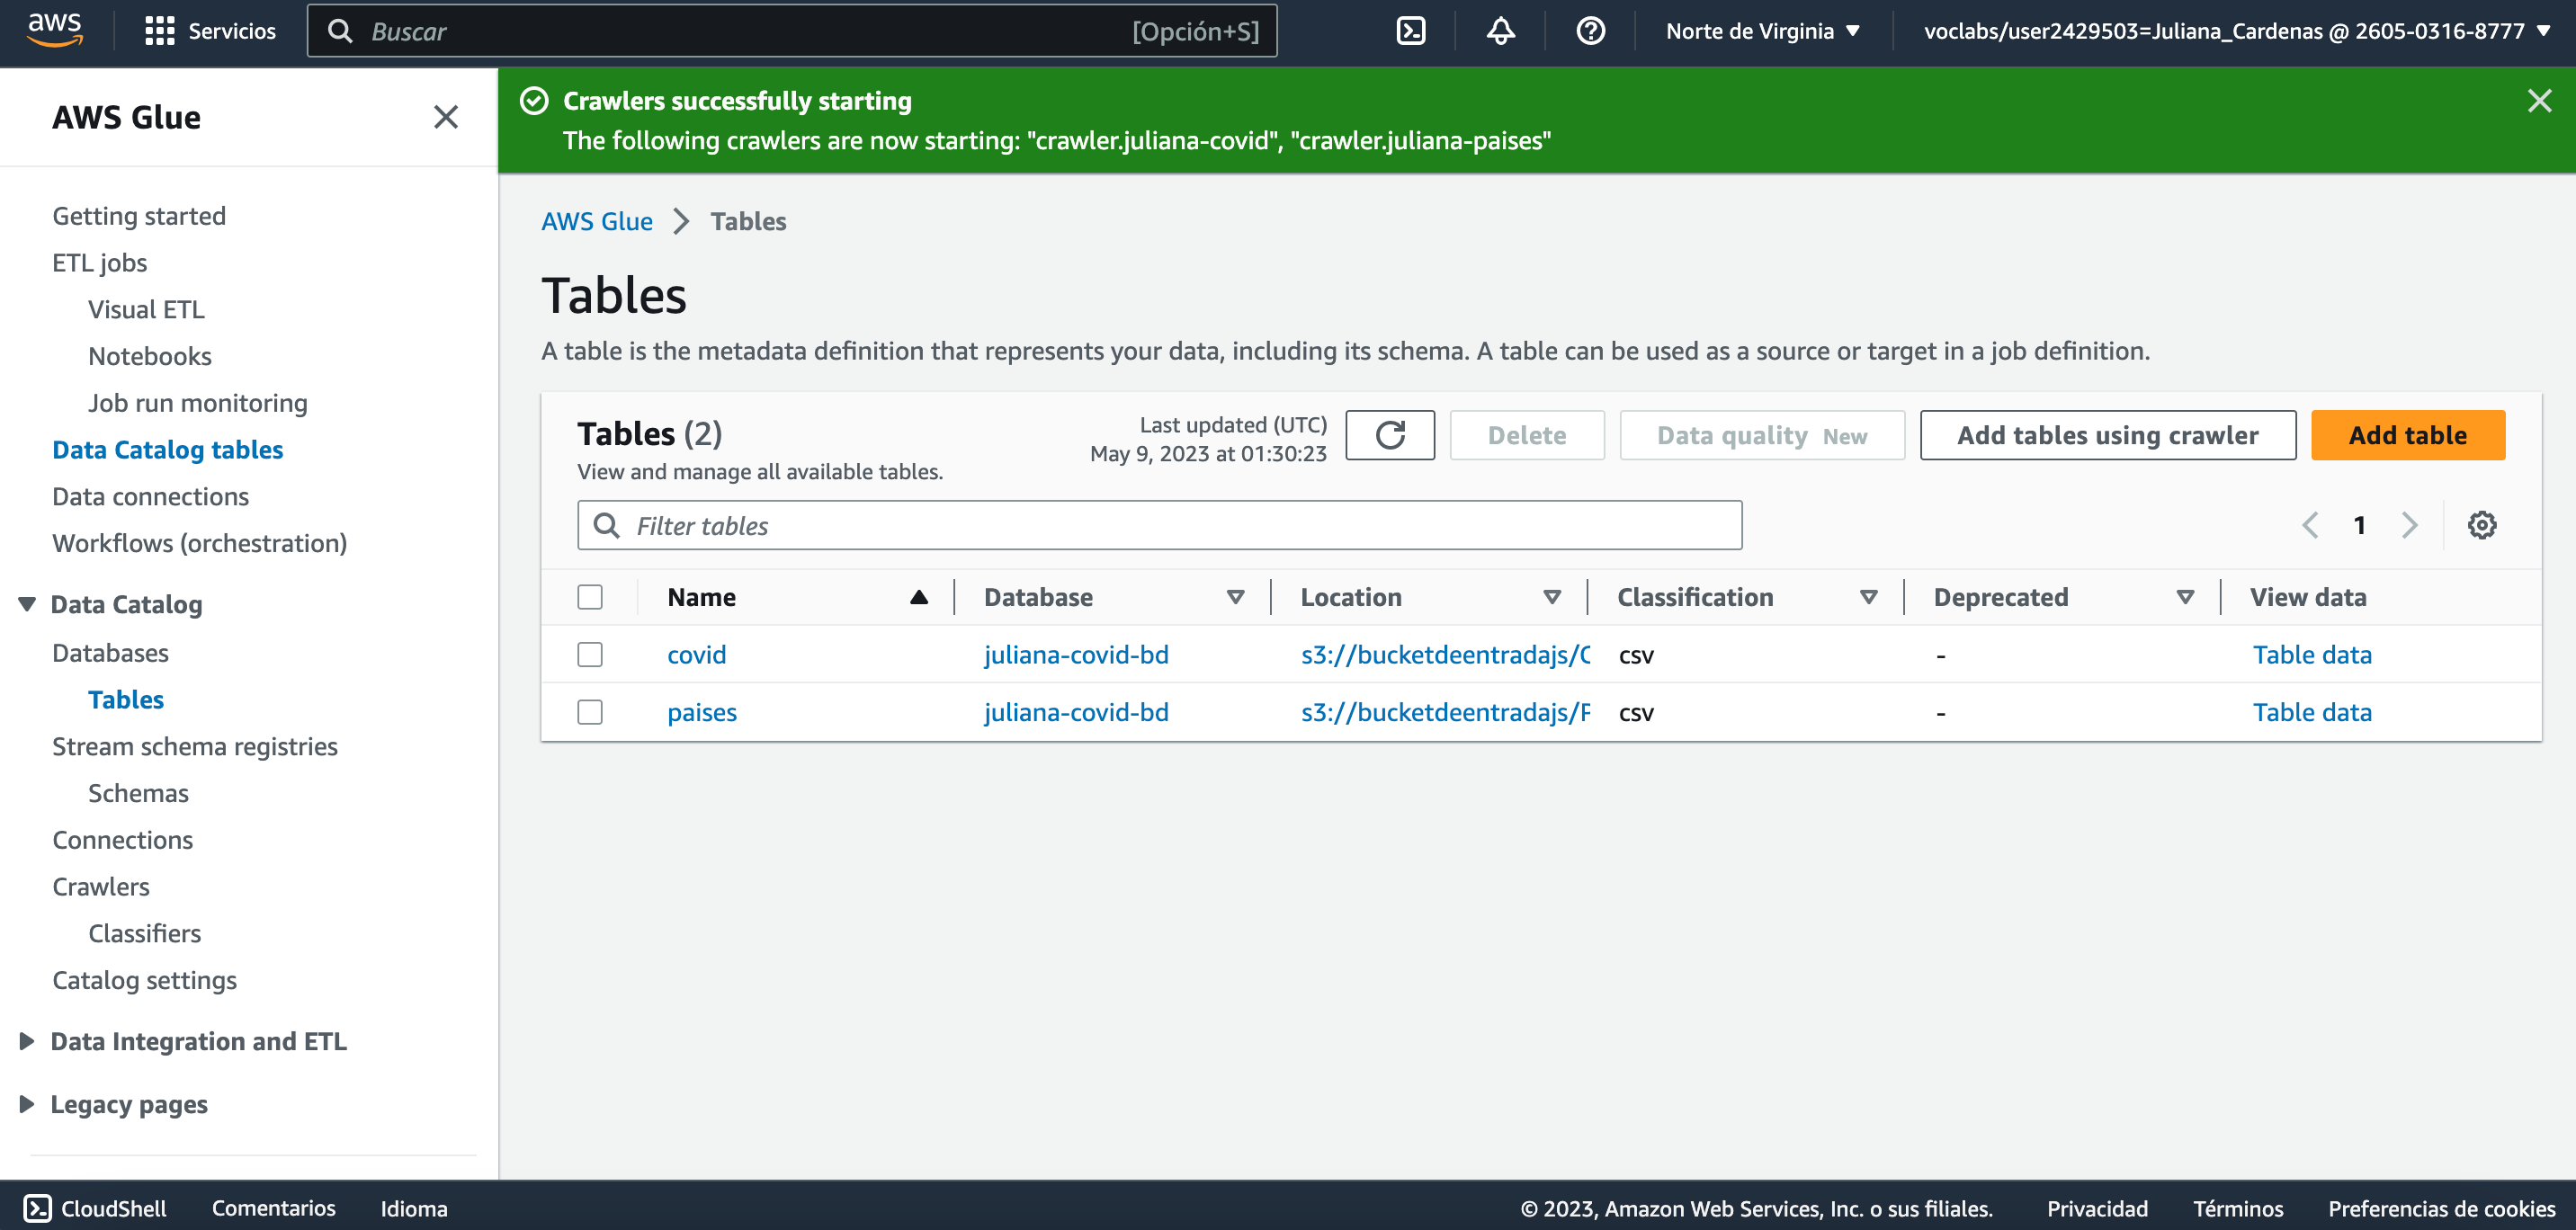 aws
Servicios
Buscar
[Opción+S]
Norte de Virginia
voclabs/user2429503=Juliana_Cardenas @ 2605-0316-8777
AWS Glue
Getting started
ETL jobs
Visual ETL
Notebooks
Job run monitoring
Data Catalog tables
Data connections
Workflows (orchestration)
Data Catalog
Databases
Tables
Stream schema registries
Schemas
Connections
Crawlers
Classifiers
Catalog settings
Data Integration and ETL
Legacy pages
Crawlers successfully starting
The following crawlers are now starting: "crawler.juliana-covid", "crawler.juliana-paises"
AWS Glue > Tables
Tables
A table is the metadata definition that represents your data, including its schema. A table can be used as a source or target in a job definition.
Tables (2)
View and manage all available tables.
Last updated (UTC)
May 9, 2023 at 01:30:23
Delete
Data quality New
Add tables using crawler
Add table
Filter tables
1
Name Database Location Classification Deprecated View data
covid juliana-covid-bd s3://bucketdeentradajs/C csv - Table data
paises juliana-covid-bd s3://bucketdeentradajs/P csv - Table data
CloudShell Comentarios Idioma © 2023, Amazon Web Services, Inc. o sus filiales. Privacidad Términos Preferencias de cookies